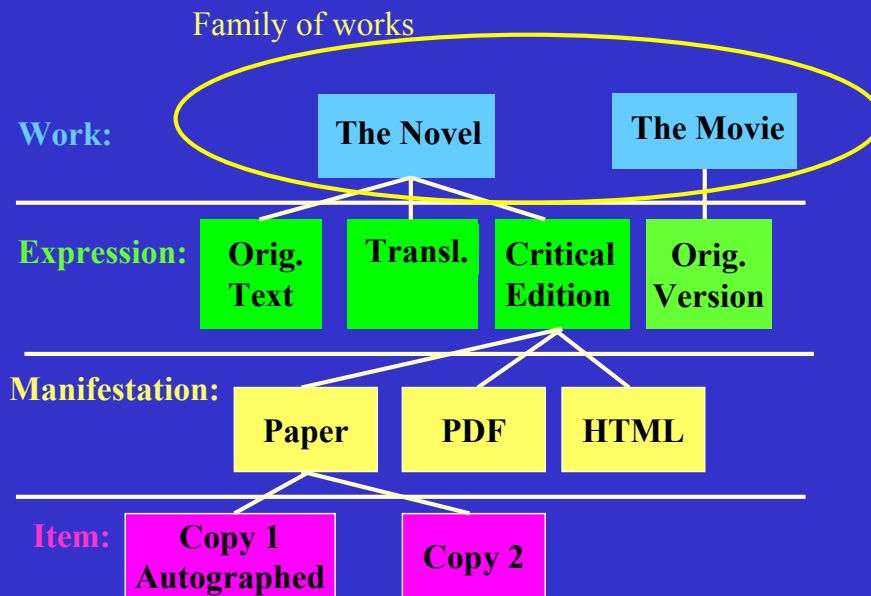 Family of works
Work:
The Novel
The Movie
Expression:
Orig.
Text
Transl.
Critical
Edition
Orig.
Version
Manifestation:
Paper
PDF
HTML
Item:
Copy 1
Autographed
Copy 2